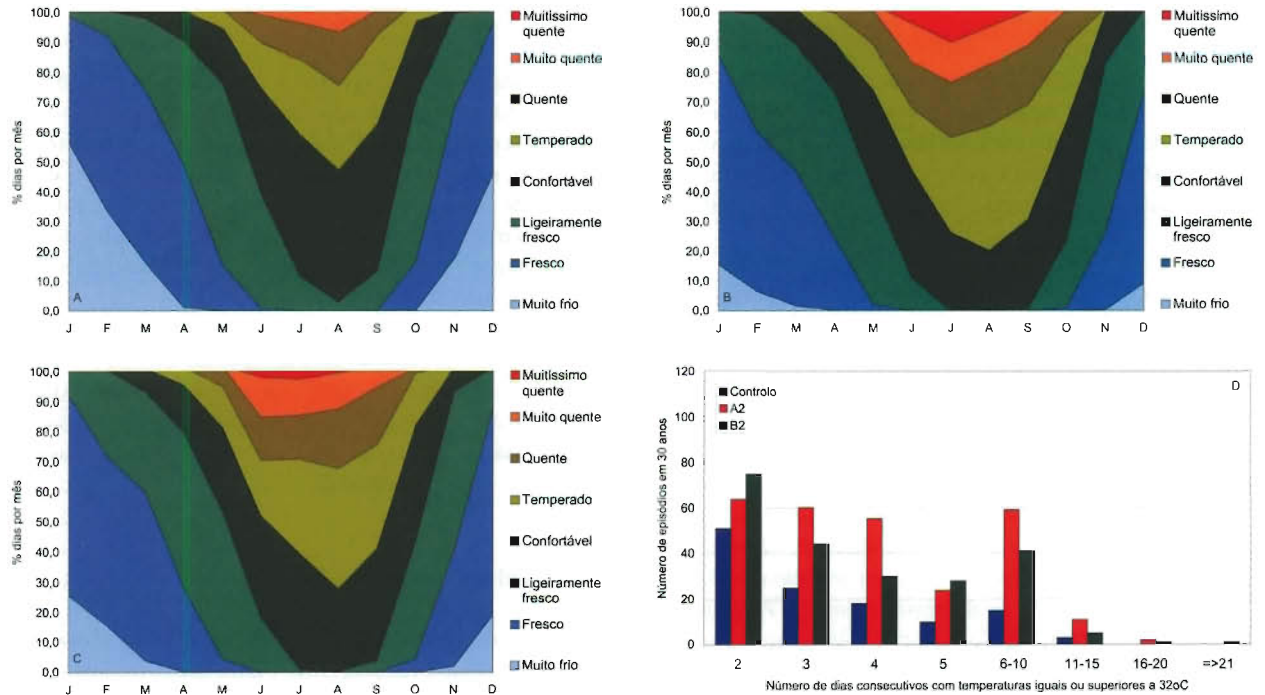 100,0
90,0
80,0
70,0
60,0
50,0
40,0
30,0
20,0
10,0
0,0
% dias por mês
A
J F M A M J J A S O N D
Muitissimo
quente
Muito quente
Quente
Temperado
Confortável
Ligeiramente
fresco
Fresco
Muito frio
100,0
90,0
80,0
70,0
60,0
50,0
40,0
30,0
20,0
10,0
0,0
% dias por mês
B
J F M A M J J A S O N D
Muitissimo
quente
Muito quente
Quente
Temperado
Confortável
Ligeiramente
fresco
Fresco
Muito frio
100,0
90,0
80,0
70,0
60,0
50,0
40,0
30,0
20,0
10,0
0,0
% dias por mês
C
J F M A M J J A S O N D
Muitissimo
quente
Muito quente
Quente
Temperado
Confortável
Ligeiramente
fresco
Fresco
Muito frio
120
100
80
60
40
20
0
Número de episódios em 30 anos
Controlo
A2
B2
D
2 3 4 5 6-10 11-15 16-20 =>21
Número de dias consecutivos com temperaturas iguais ou superiores a 32oC